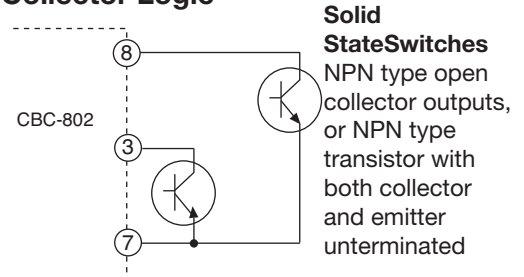 Collector Logic
Solid
StateSwitches
NPN type open
collector outputs,
or NPN type
transistor with
both collector
and emitter
unterminated
CBC-802
8
3
7